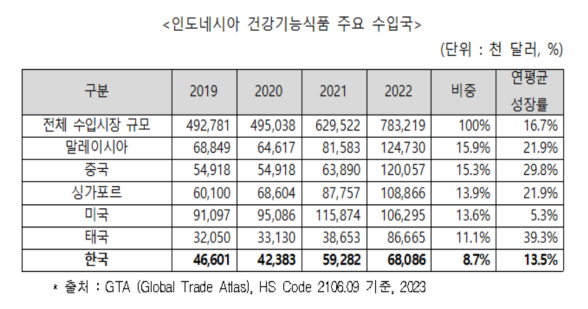 <인도네시아 건강기능식품 주요 수입국>
(단위 : 천 달러, %)
구분 2019 2020 2021 2022 비중 연평균
성장률
전체 수입시장 규모 492,781 495,038 629,522 783,219 100% 16.7%
말레이시아 68,849 64,617 81,583 124,730 15.9% 21.9%
중국 54,918 54,918 63,890 120,057 15.3% 29.8%
싱가포르 60,100 68,604 87,757 108,866 13.9% 21.9%
미국 91,097 95,086 115,874 106,295 13.6% 5.3%
태국 32,050 33,130 38,653 86,665 11.1% 39.3%
한국 46,601 42,383 59,282 68,086 8.7% 13.5%
* 출처 : GTA (Global Trade Atlas), HS Code 2106.09 기준, 2023